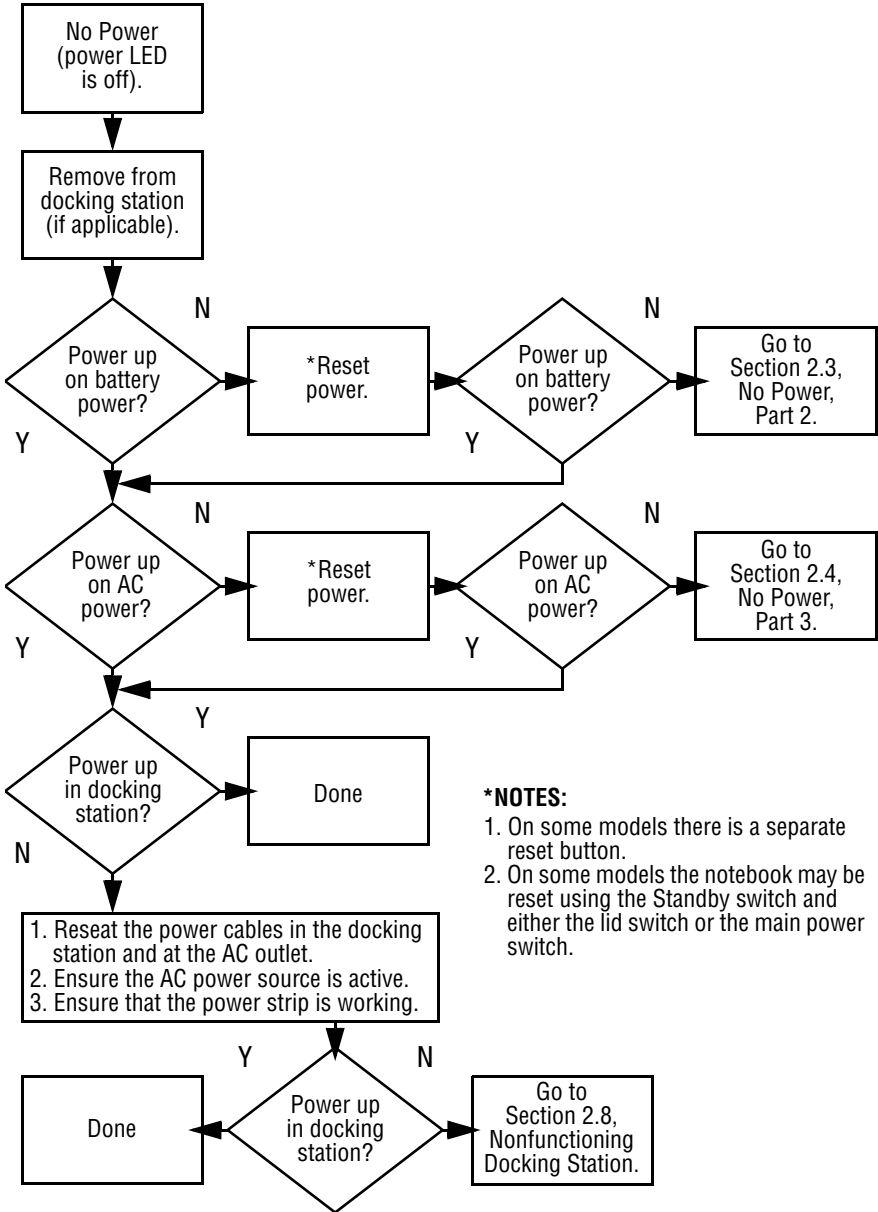 No Power
(power LED
is off).
Remove from
docking station
(if applicable).
N
N
Power up
on battery
power?
*Reset
power.
Power up
on battery
power?
Go to
Section 2.3,
No Power,
Part 2.
Y
Y
N
N
Power up
on AC
power?
*Reset
power.
Power up
on AC
power?
Go to
Section 2.4,
No Power,
Part 3.
Y
Y
Y
Power up
in docking
station?
Done
N
*NOTES:
1. On some models there is a separate
reset button.
2. On some models the notebook may be
reset using the Standby switch and
either the lid switch or the main power
switch.
1. Reseat the power cables in the docking
station and at the AC outlet.
2. Ensure the AC power source is active.
3. Ensure that the power strip is working.
Y
N
Done
Power up
in docking
station?
Go to
Section 2.8,
Nonfunctioning
Docking Station.